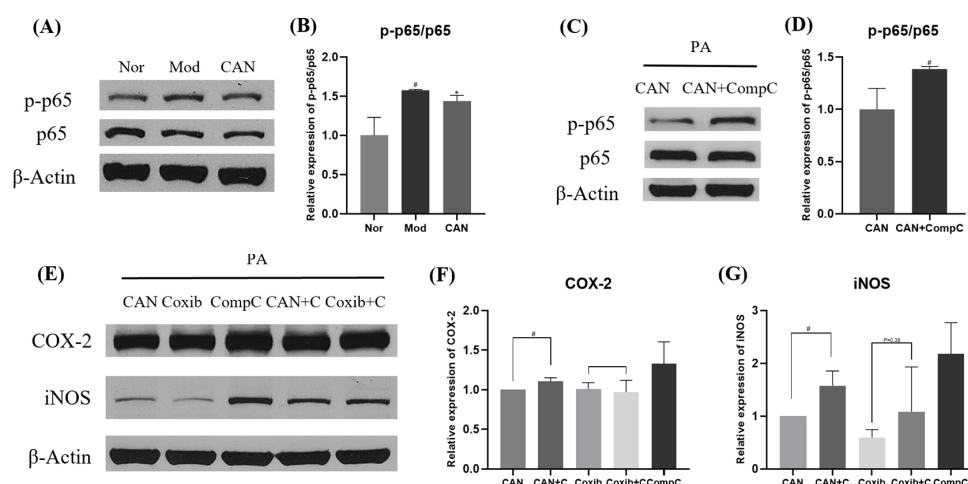 (A)
Nor Mod CAN
p-p65
p65
β-Actin
(B)
p-p65/p65
Relative expression of p-p65/p65
2.0
1.5
1.0
0.5
0.0
#
*
Nor Mod CAN
(C)
PA
CAN CAN+CompC
p-p65
p65
β-Actin
(D)
p-p65/p65
Relative expression of p-p65/p65
1.5
1.0
0.5
0.0
#
CAN CAN+CompC
(E)
PA
CAN Coxib CompC CAN+C Coxib+C
COX-2
iNOS
β-Actin
(F)
COX-2
Relative expression of COX-2
2.0
1.5
1.0
0.5
0.0
#
CAN CAN+C Coxib Coxib+C CompC
(G)
iNOS
Relative expression of iNOS
3
2
1
0
#
P=0.38
CAN CAN+C Coxib Coxib+C CompC